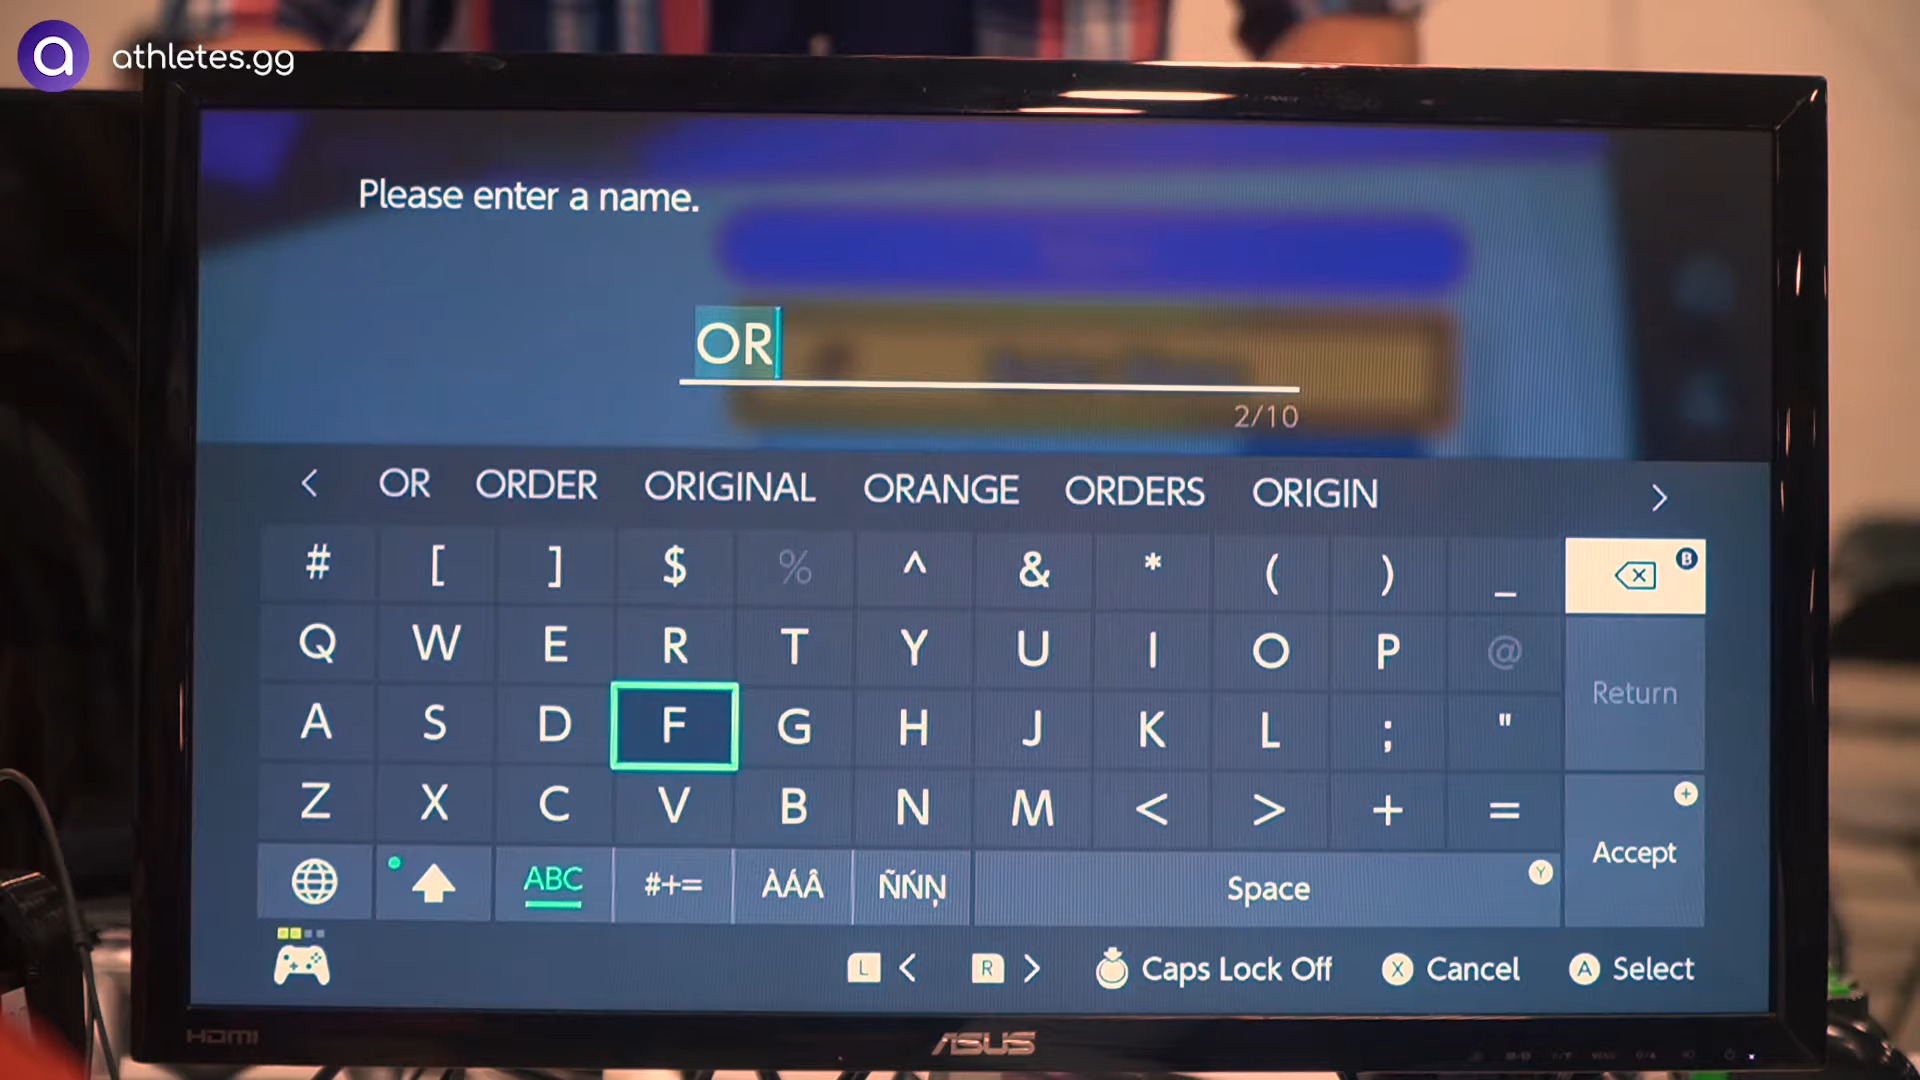 athletes.gg
Please enter a name.
OR
2/10
< OR ORDER ORIGINAL ORANGE ORDERS ORIGIN >
# [ ] $ % ^ & * ( ) _ B
Q W E R T Y U I O P @
Return
A S D F G H J K L ; "
Z X C V B N M < > + = +
Accept
ABC #+= ÀÁÂ ÑŃŅ Space Y
L < R > Caps Lock Off X Cancel A Select
HDMI
ASUS